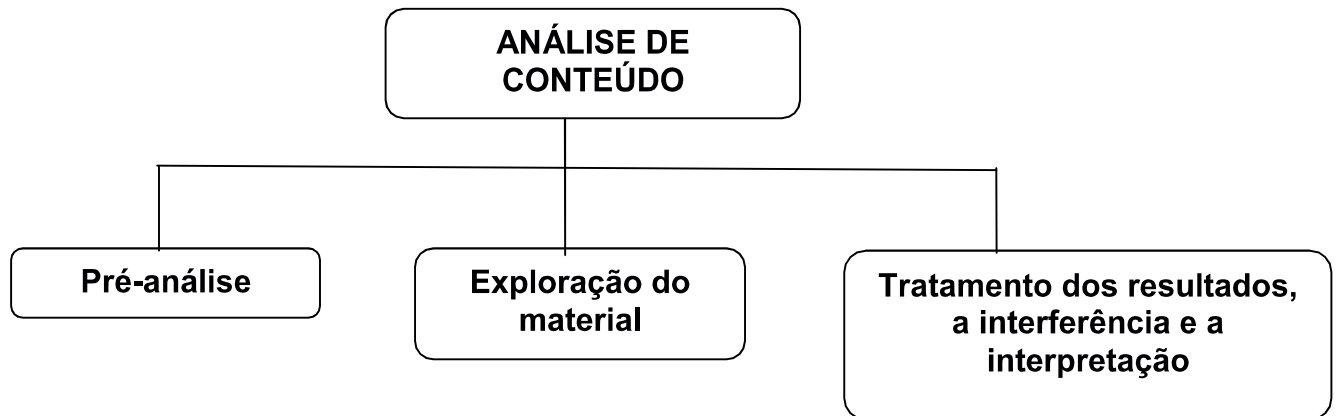 ANÁLISE DE
CONTEÚDO
Pré-análise
Exploração do
material
Tratamento dos resultados,
a interferência e a
interpretação